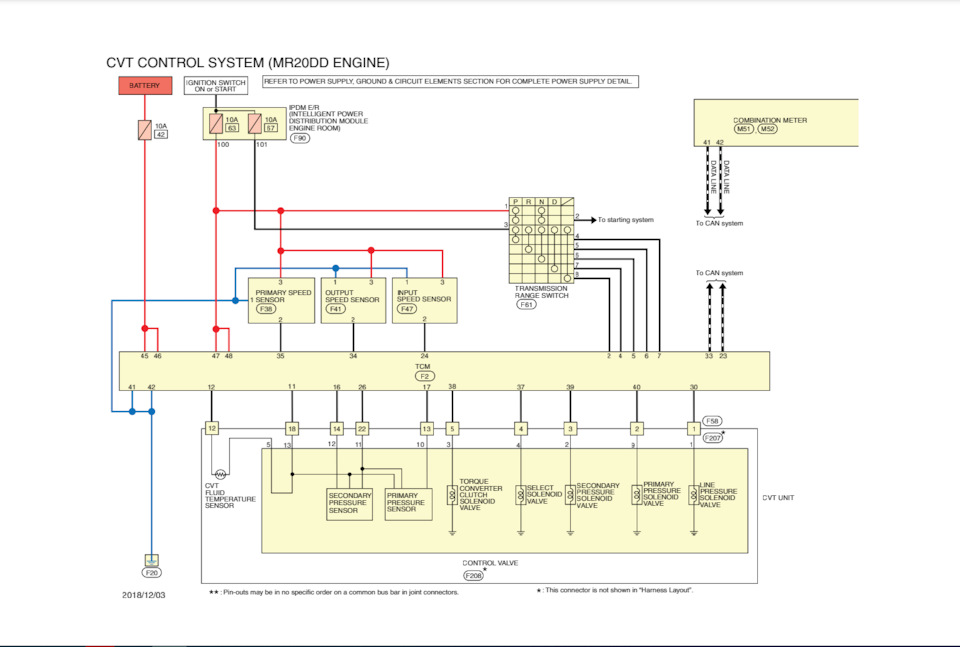 CVT CONTROL SYSTEM (MR20DD ENGINE)
BATTERY
IGNITION SWITCH
ON or START
REFER TO POWER SUPPLY, GROUND & CIRCUIT ELEMENTS SECTION FOR COMPLETE POWER SUPPLY DETAIL.
10A
42
10A
63
10A
57
IPDM E/R
(INTELLIGENT POWER
DISTRIBUTION MODULE
ENGINE ROOM)
F90
100
101
COMBINATION METER
M51 M52
41 42
DATA LINE
DATA LINE
To CAN system
P R N D
1
3
2
To starting system
4
5
6
7
8
TRANSMISSION
RANGE SWITCH
F61
To CAN system
3
PRIMARY SPEED
1 SENSOR
F38
2
1 3
OUTPUT
SPEED SENSOR
F41
2
1 3
INPUT
SPEED SENSOR
F47
2
45 46 47 48 35 34 24 2 4 5 6 7 33 23
TCM
F2
41 42 12 11 16 26 17 38 37 39 40 30
12 18 14 22 13 5 4 3 2 1
F58
F207*
5 13 12 11 10 3 4 2 9 1
CVT
FLUID
TEMPERATURE
SENSOR
SECONDARY
PRESSURE
SENSOR
PRIMARY
PRESSURE
SENSOR
TORQUE
CONVERTER
CLUTCH
SOLENOID
VALVE
SELECT
SOLENOID
VALVE
SECONDARY
PRESSURE
SOLENOID
VALVE
PRIMARY
PRESSURE
SOLENOID
VALVE
LINE
PRESSURE
SOLENOID
VALVE
CVT UNIT
CONTROL VALVE
F208*
F20
2018/12/03
★★ : Pin-outs may be in no specific order on a common bus bar in joint connectors.
★ : This connector is not shown in "Harness Layout".